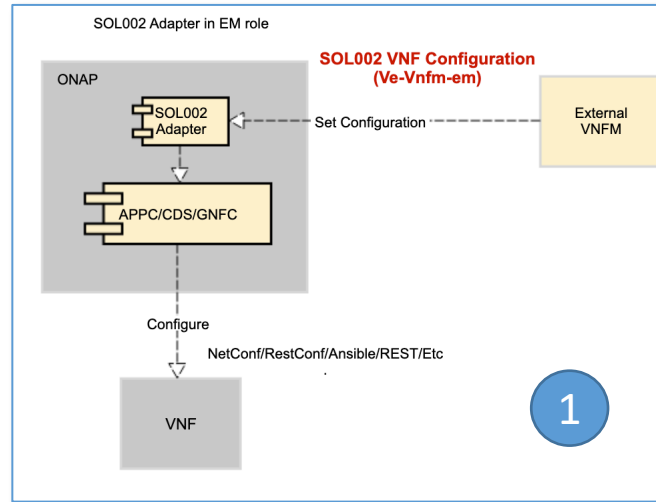 SOL002 Adapter in EM role
SOL002 VNF Configuration
(Ve-Vnfm-em)
ONAP
SOL002
Adapter
Set Configuration
External
VNFM
APPC/CDS/GNFC
Configure
NetConf/RestConf/Ansible/REST/Etc
.
VNF
1